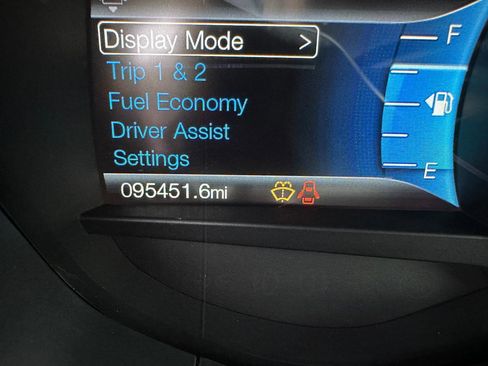 Display Mode >
F
Trip 1 & 2
Fuel Economy
Driver Assist
E
Settings
095451.6mi